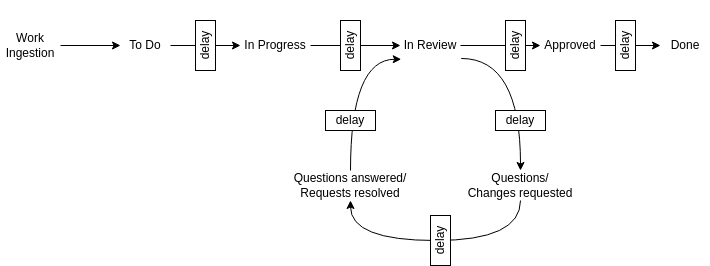 Work
Ingestion
To Do
delay
In Progress
delay
In Review
delay
Approved
delay
Done
delay
delay
Questions answered/
Requests resolved
Questions/
Changes requested
delay